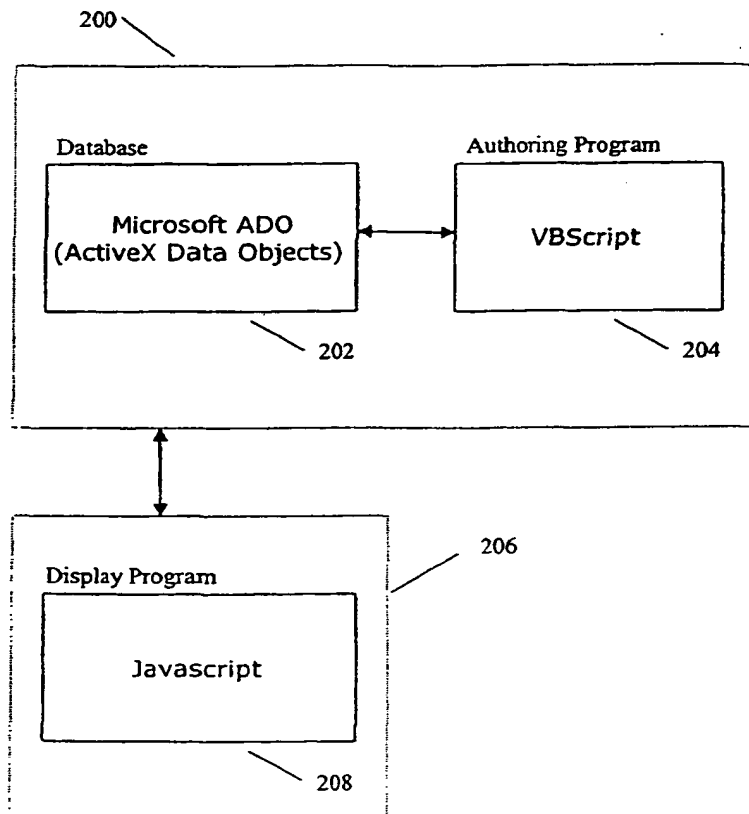 200
Database
Authoring Program
Microsoft ADO
(ActiveX Data Objects)
VBScript
202
204
206
Display Program
Javascript
208